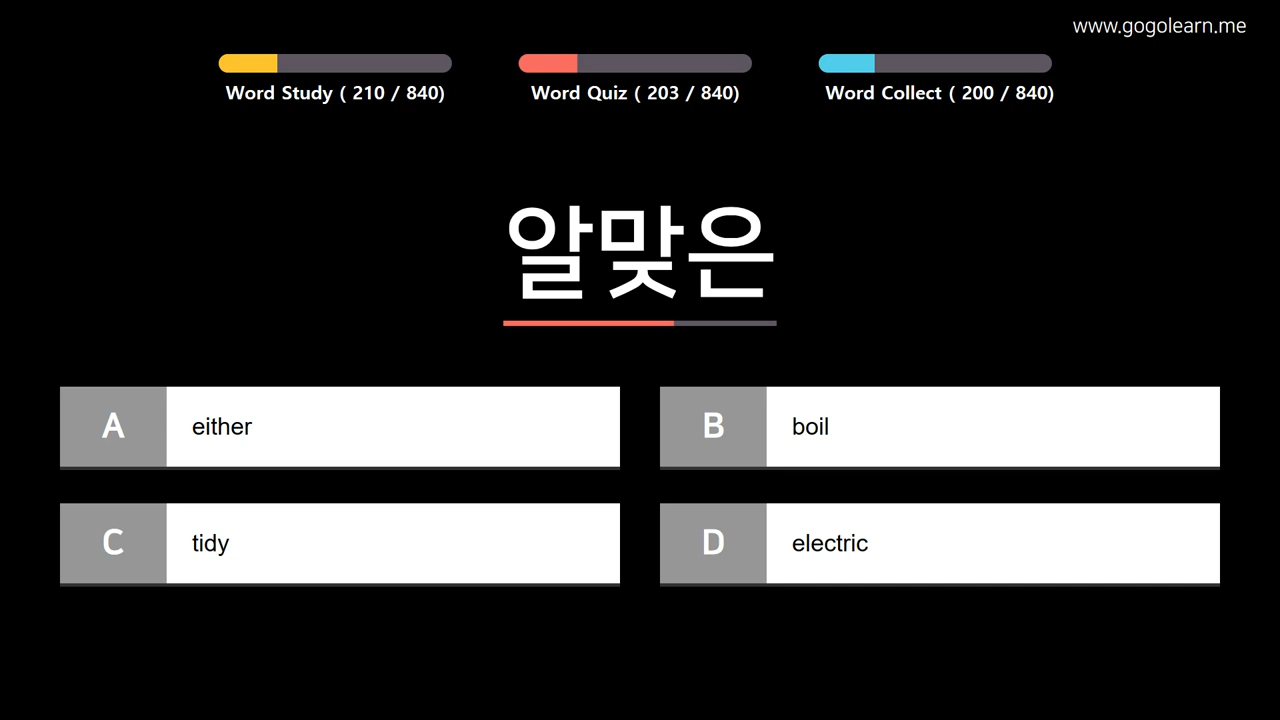 www.gogolearn.me
Word Study ( 210 / 840)
Word Quiz ( 203 / 840)
Word Collect ( 200 / 840)
알맞은
A either
B boil
C tidy
D electric